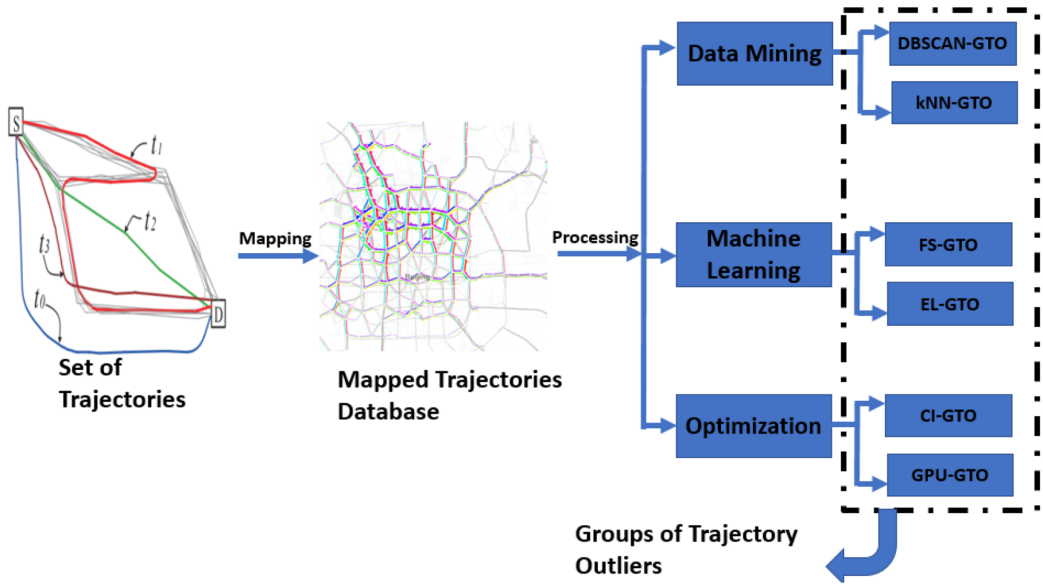 S
t1
t2
t3
t0
D
Set of
Trajectories
Mapping
Beijing
Mapped Trajectories
Database
Processing
Data Mining
Machine
Learning
Optimization
DBSCAN-GTO
kNN-GTO
FS-GTO
EL-GTO
CI-GTO
GPU-GTO
Groups of Trajectory
Outliers